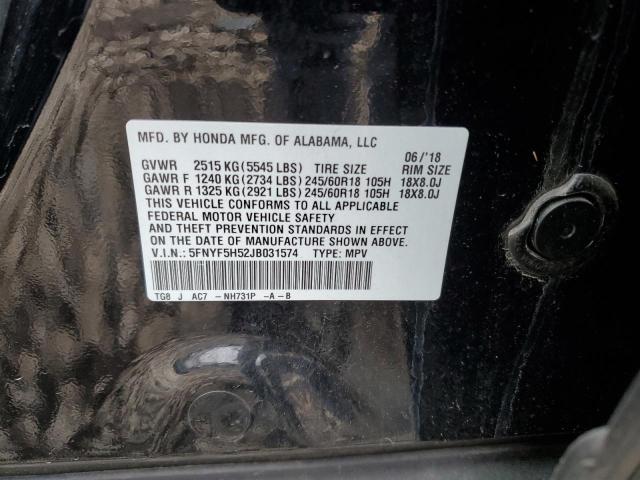 MFD. BY HONDA MFG. OF ALABAMA, LLC 06/'18
GVWR 2515 KG (5545 LBS) TIRE SIZE RIM SIZE
GAWR F 1240 KG (2734 LBS) 245/60R18 105H 18X8.0J
GAWR R 1325 KG (2921 LBS) 245/60R18 105H 18X8.0J
THIS VEHICLE CONFORMS TO ALL APPLICABLE
FEDERAL MOTOR VEHICLE SAFETY
AND THEFT PREVENTION STANDARDS IN EFFECT
ON THE DATE OF MANUFACTURE SHOWN ABOVE.
V.I.N.: 5FNYF5H52JB031574 TYPE: MPV
TG8 J AC7 - NH731P -A-B